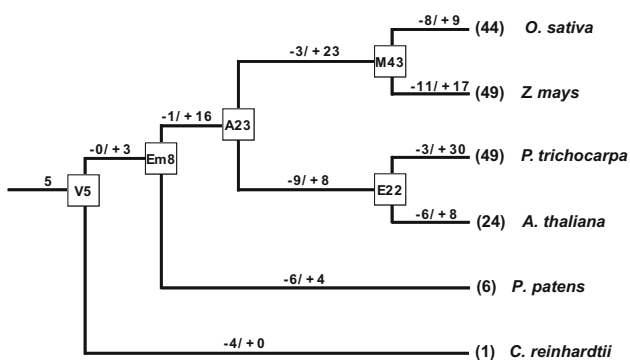 -8/ + 9 (44) O. sativa
-3/ + 23
M43
-11/ + 17 (49) Z mays
-1/ + 16
A23
-0/ + 3
Em8
-3/ + 30 (49) P. trichocarpa
5
V5
-9/ + 8
E22
-6/ + 8 (24) A. thaliana
-6/ + 4 (6) P. patens
-4/ + 0 (1) C. reinhardtii